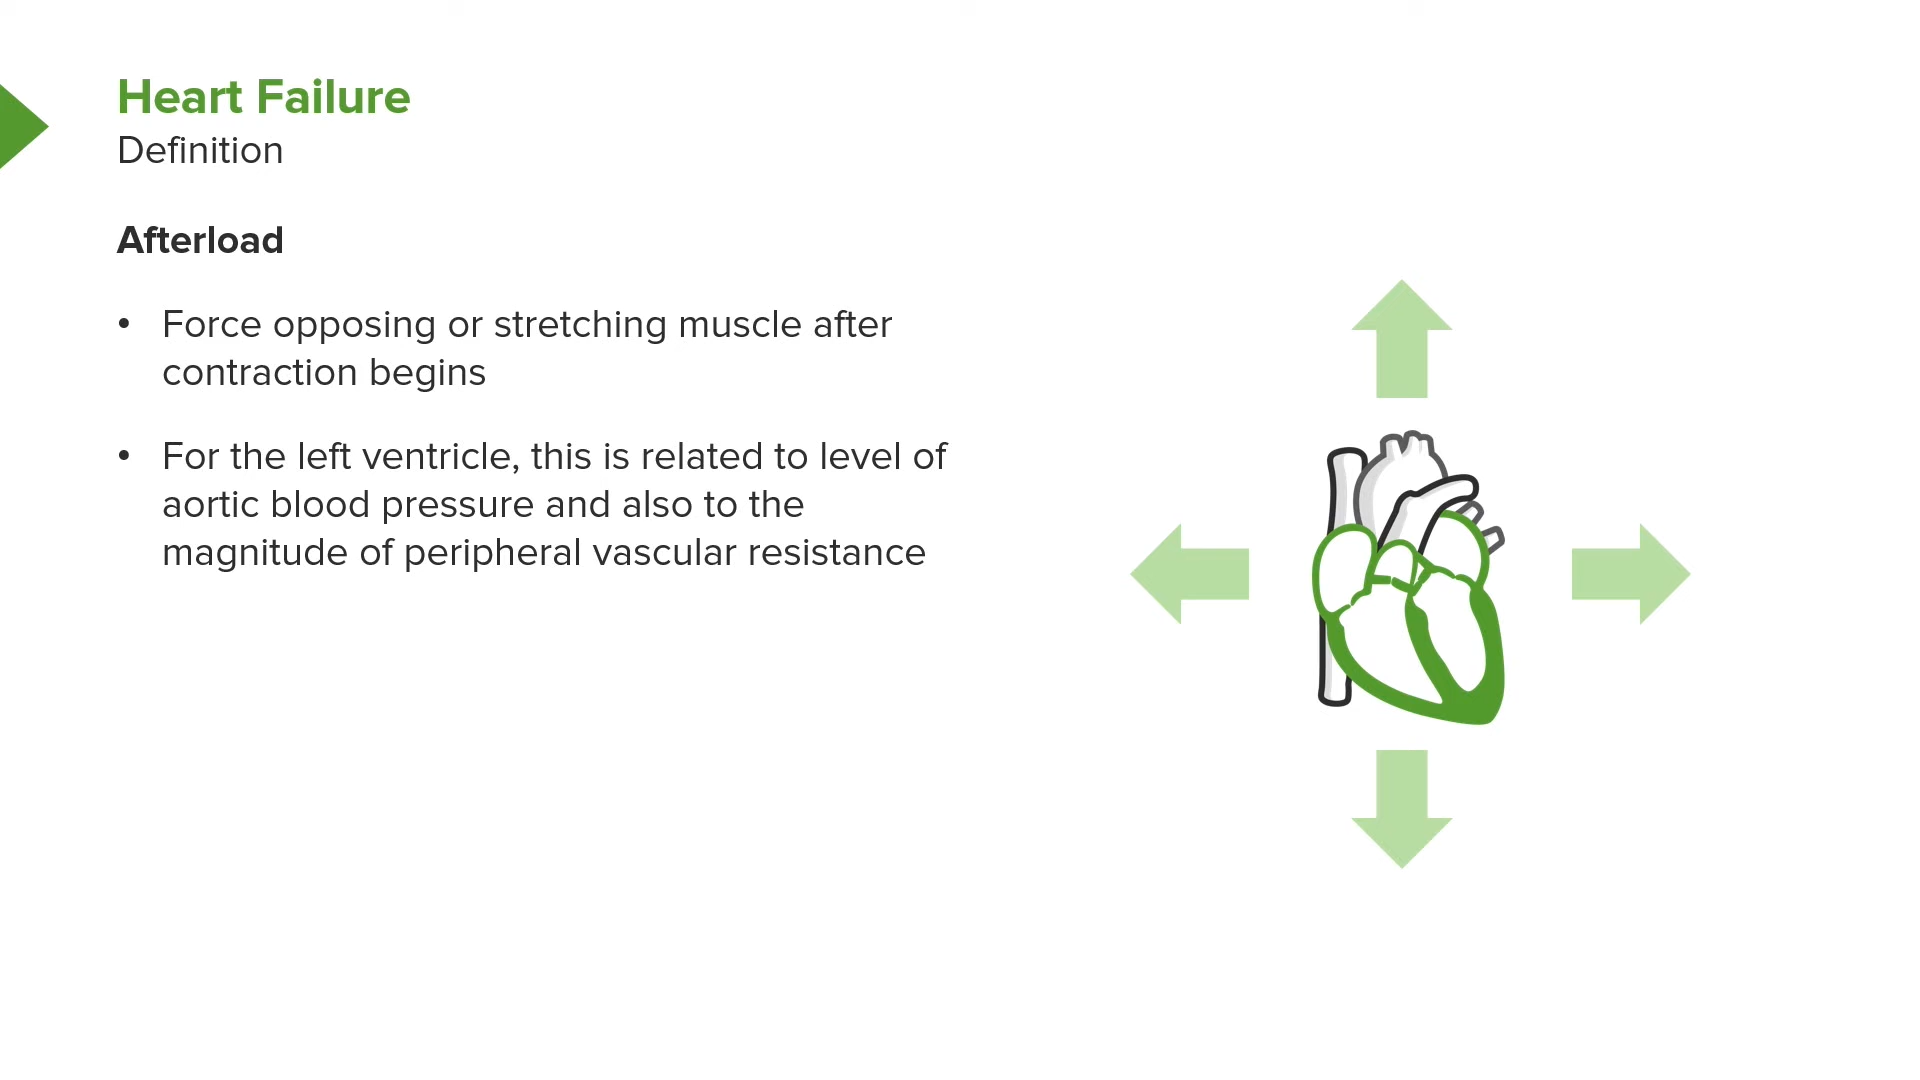 Heart Failure
Definition
Afterload
• Force opposing or stretching muscle after
contraction begins
• For the left ventricle, this is related to level of
aortic blood pressure and also to the
magnitude of peripheral vascular resistance